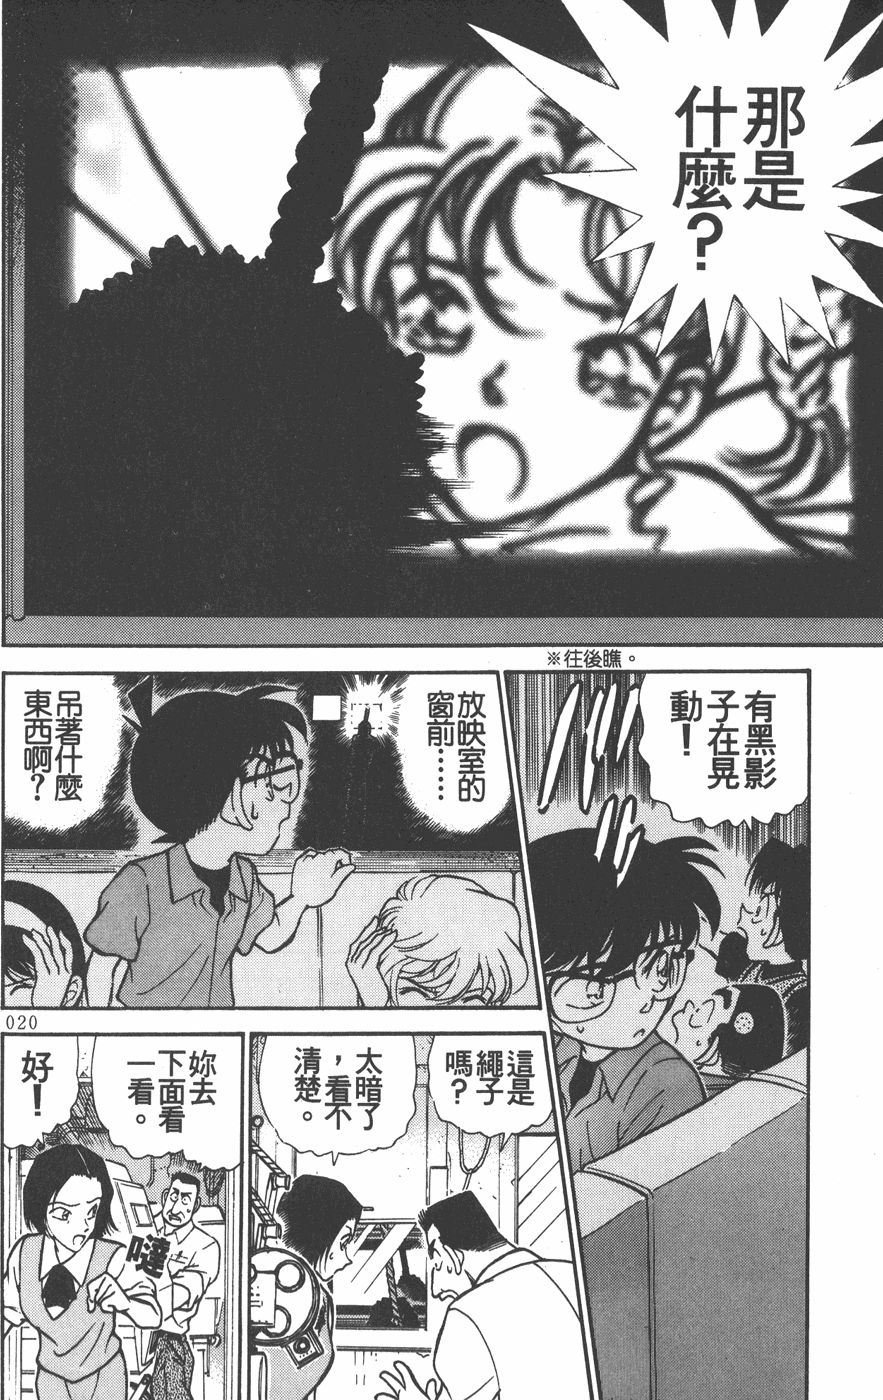 那是
什麼？
※往後瞧。
有黑影
子在晃
動！
放映室的
窗前……
吊著什麼
東西啊？
020
這是
繩子
嗎？
太暗了
，看不
清楚。
妳去
下面看
一看。
好！
噠